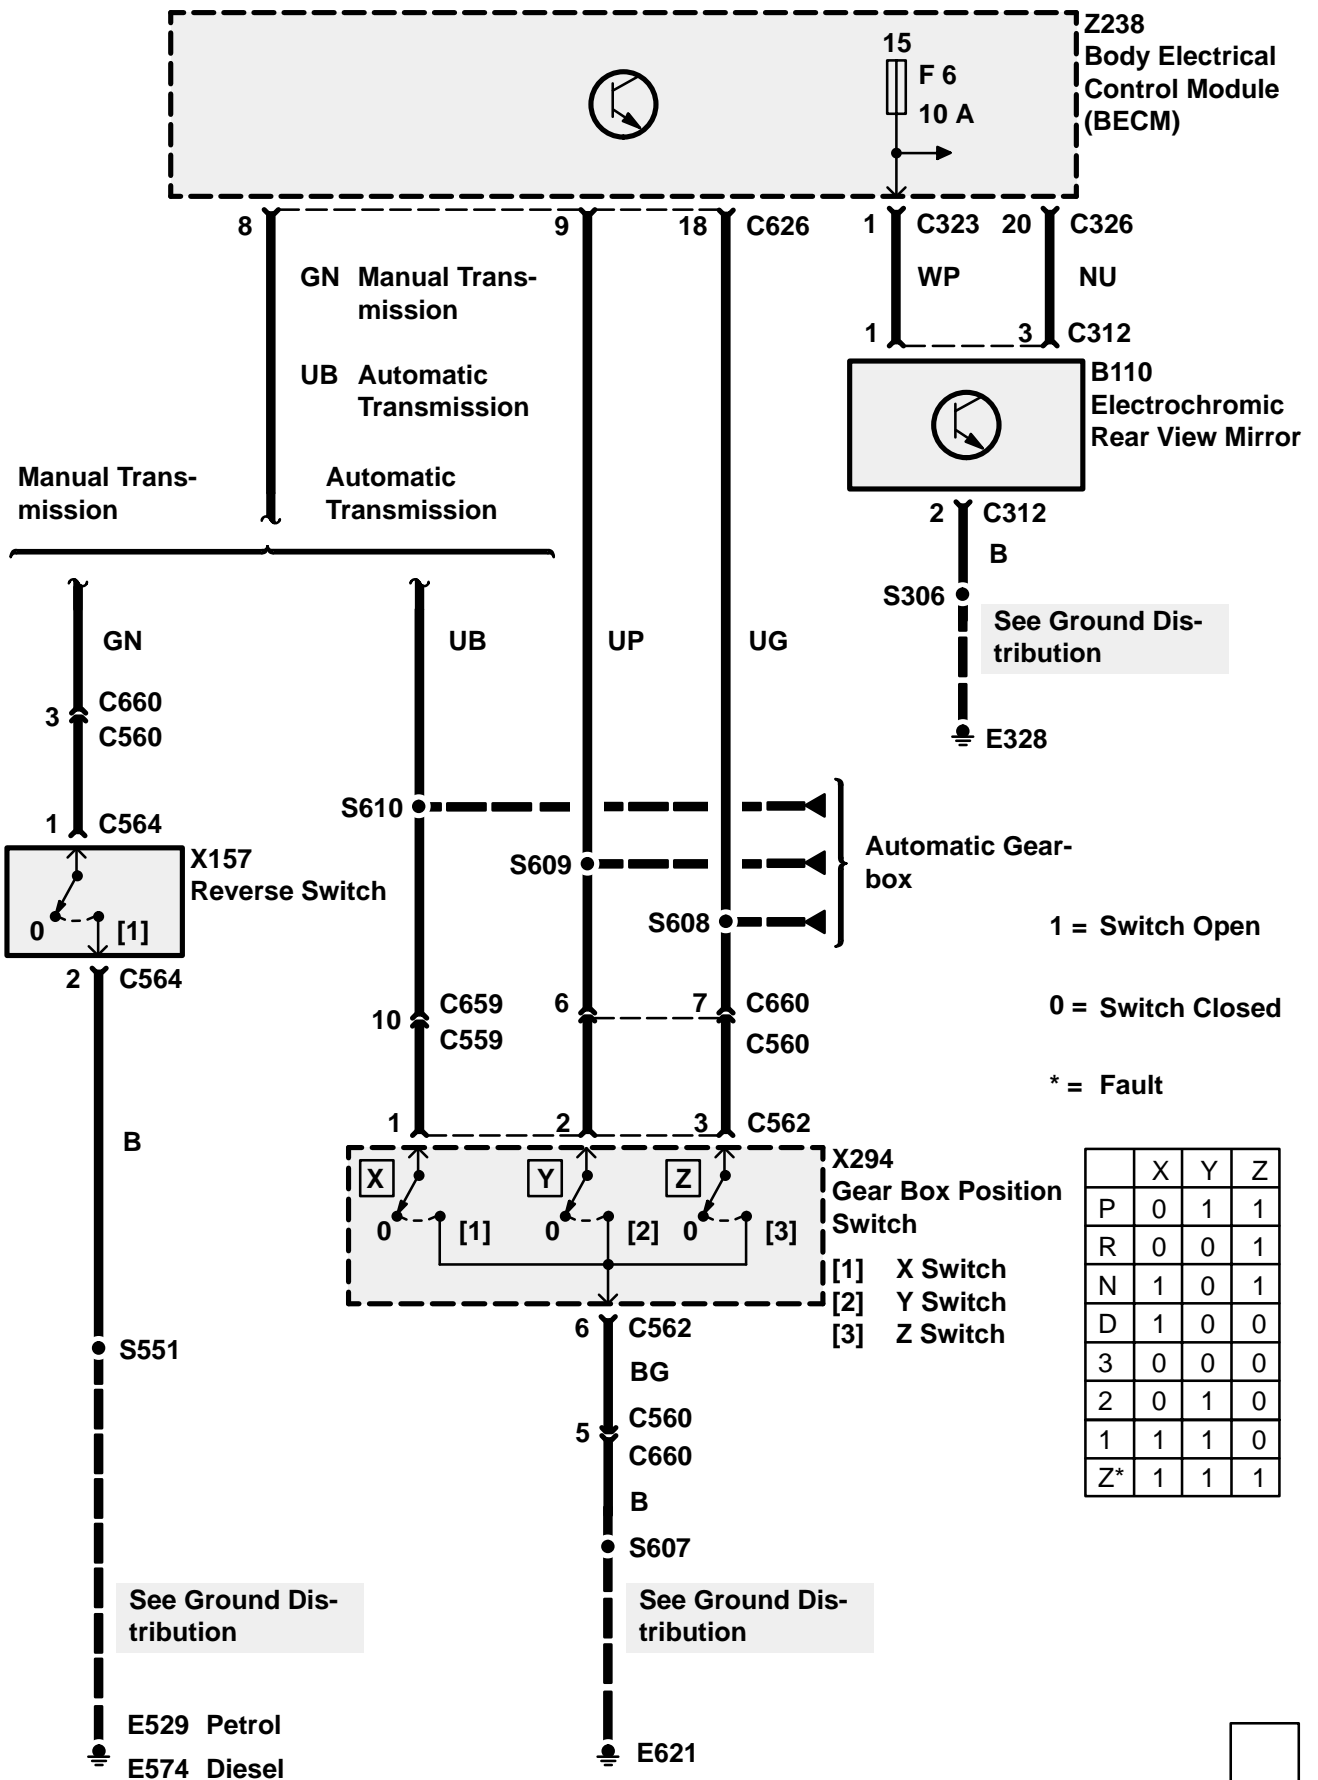 Z238
Body Electrical
Control Module
(BECM)
15
F 6
10 A
8
9
18
C626
1
C323
20
C326
GN Manual Trans-
mission
UB Automatic
Transmission
WP
NU
1
3
C312
B110
Electrochromic
Rear View Mirror
Manual Trans-
mission
Automatic
Transmission
2
C312
B
S306
See Ground Dis-
tribution
E328
GN
UB
UP
UG
3
C660
C560
1
C564
X157
Reverse Switch
0
[1]
2
C564
S610
S609
S608
Automatic Gear-
box
1 = Switch Open
0 = Switch Closed
* = Fault
10
C659
C559
6
7
C660
C560
B
1
2
3
C562
X
Y
Z
0
[1]
0
[2]
0
[3]
X294
Gear Box Position
Switch
[1] X Switch
[2] Y Switch
[3] Z Switch
X Y Z
P 0 1 1
R 0 0 1
N 1 0 1
D 1 0 0
3 0 0 0
2 0 1 0
1 1 1 0
Z* 1 1 1
6
C562
BG
5
C560
C660
B
S607
S551
See Ground Dis-
tribution
See Ground Dis-
tribution
E529 Petrol
E574 Diesel
E621